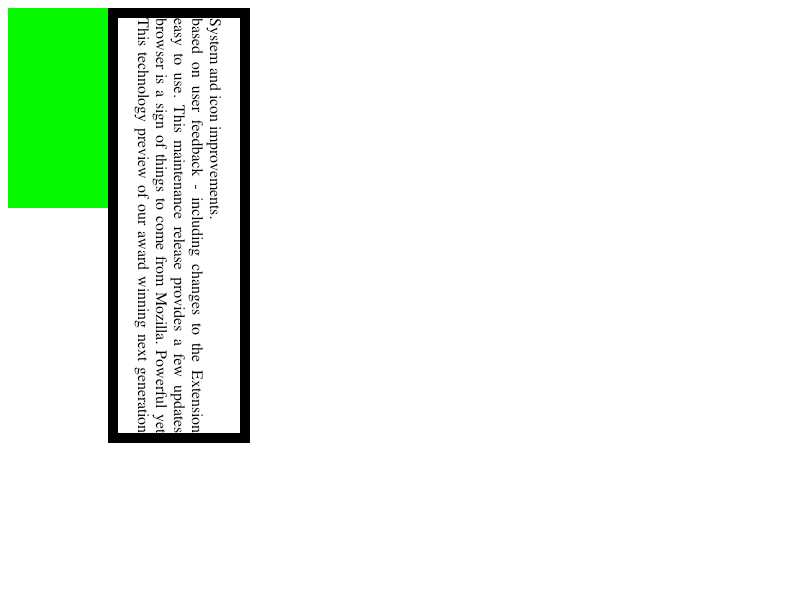 This technology preview of our award winning next generation
browser is a sign of things to come from Mozilla. Powerful yet
easy to use. This maintenance release provides a few updates
based on user feedback - including changes to the Extension
System and icon improvements.